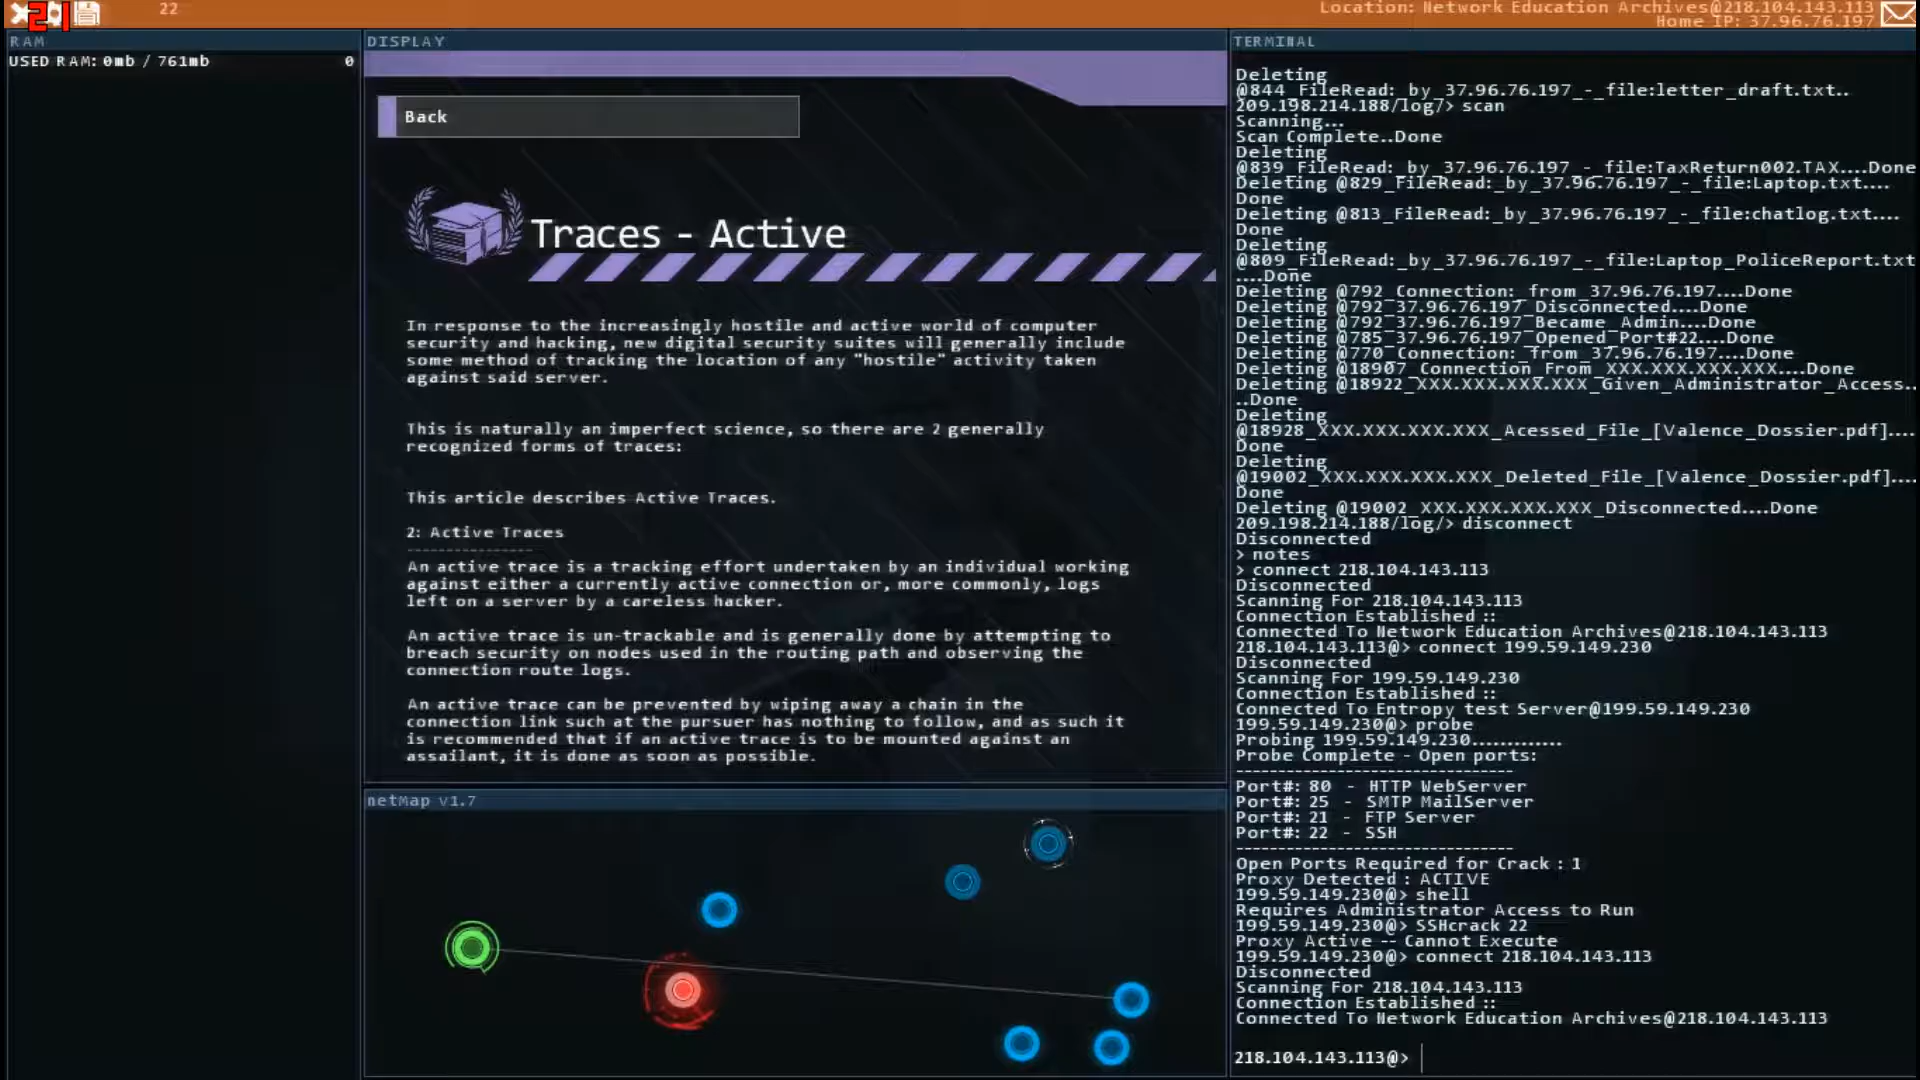 21
22
Location: Network Education Archives@218.104.143.113
Home IP: 37.96.76.197
RAM
USED RAM: 0mb / 761mb 0
DISPLAY
Back
Traces - Active
In response to the increasingly hostile and active world of computer
security and hacking, new digital security suites will generally include
some method of tracking the location of any "hostile" activity taken
against said server.
This is naturally an imperfect science, so there are 2 generally
recognized forms of traces:
This article describes Active Traces.
2: Active Traces
---------------
An active trace is a tracking effort undertaken by an individual working
against either a currently active connection or, more commonly, logs
left on a server by a careless hacker.
An active trace is un-trackable and is generally done by attempting to
breach security on nodes used in the routing path and observing the
connection route logs.
An active trace can be prevented by wiping away a chain in the
connection link such at the pursuer has nothing to follow, and as such it
is recommended that if an active trace is to be mounted against an
assailant, it is done as soon as possible.
netMap v1.7
TERMINAL
Deleting
@844_FileRead:_by_37.96.76.197_-_file:letter_draft.txt..
209.198.214.188/log/> scan
Scanning...
Scan Complete..Done
Deleting
@839_FileRead:_by_37.96.76.197_-_file:TaxReturn002.TAX....Done
Deleting @829_FileRead:_by_37.96.76.197_-_file:Laptop.txt....
Done
Deleting @813_FileRead:_by_37.96.76.197_-_file:chatlog.txt....
Done
Deleting
@809_FileRead:_by_37.96.76.197_-_file:Laptop_PoliceReport.txt
....Done
Deleting @792_Connection:_from_37.96.76.197....Done
Deleting @792_37.96.76.197_Disconnected....Done
Deleting @792_37.96.76.197_Became_Admin....Done
Deleting @785_37.96.76.197_Opened_Port#22....Done
Deleting @770_Connection:_from_37.96.76.197....Done
Deleting @18907_Connection_From_XXX.XXX.XXX.XXX....Done
Deleting @18922_XXX.XXX.XXX.XXX_Given_Administrator_Access..
..Done
Deleting
@18928_XXX.XXX.XXX.XXX_Acessed_File_[Valence_Dossier.pdf]....
Done
Deleting
@19002_XXX.XXX.XXX.XXX_Deleted_File_[Valence_Dossier.pdf]....
Done
Deleting @19002_XXX.XXX.XXX.XXX_Disconnected....Done
209.198.214.188/log/> disconnect
Disconnected
> notes
> connect 218.104.143.113
Disconnected
Scanning For 218.104.143.113
Connection Established ::
Connected To Network Education Archives@218.104.143.113
218.104.143.113@> connect 199.59.149.230
Disconnected
Scanning For 199.59.149.230
Connection Established ::
Connected To Entropy test Server@199.59.149.230
199.59.149.230@> probe
Probing 199.59.149.230.............
Probe Complete - Open ports:
---------------------------------
Port#: 80 - HTTP WebServer
Port#: 25 - SMTP MailServer
Port#: 21 - FTP Server
Port#: 22 - SSH
---------------------------------
Open Ports Required for Crack : 1
Proxy Detected : ACTIVE
199.59.149.230@> shell
Requires Administrator Access to Run
199.59.149.230@> SSHcrack 22
Proxy Active -- Cannot Execute
199.59.149.230@> connect 218.104.143.113
Disconnected
Scanning For 218.104.143.113
Connection Established ::
Connected To Network Education Archives@218.104.143.113
218.104.143.113@>